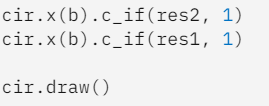 cir.x(b).c_if(res2, 1)
cir.x(b).c_if(res1, 1)
cir.draw()